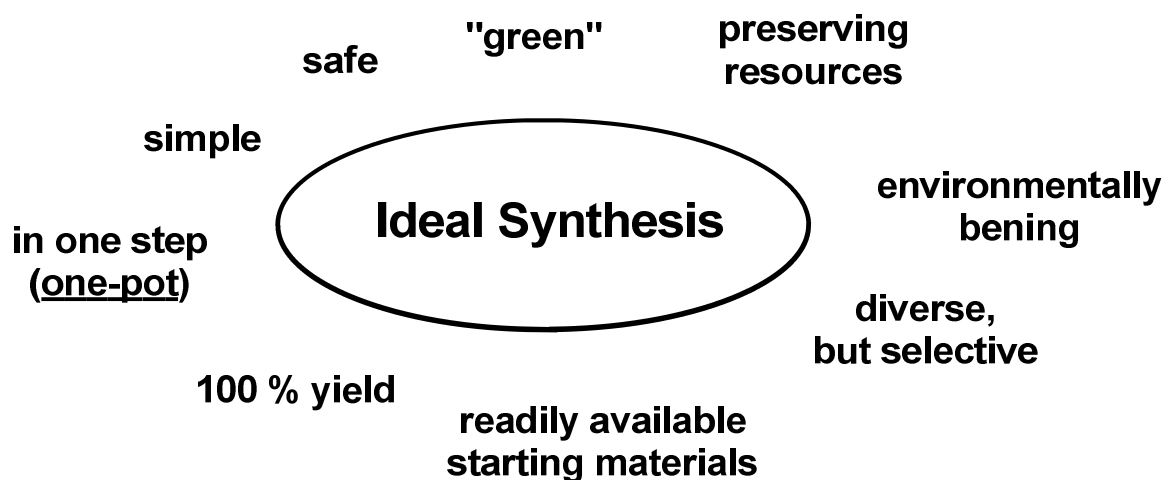 "green"
preserving
resources
safe
simple
environmentally
bening
Ideal Synthesis
in one step
(one-pot)
diverse,
but selective
100 % yield
readily available
starting materials